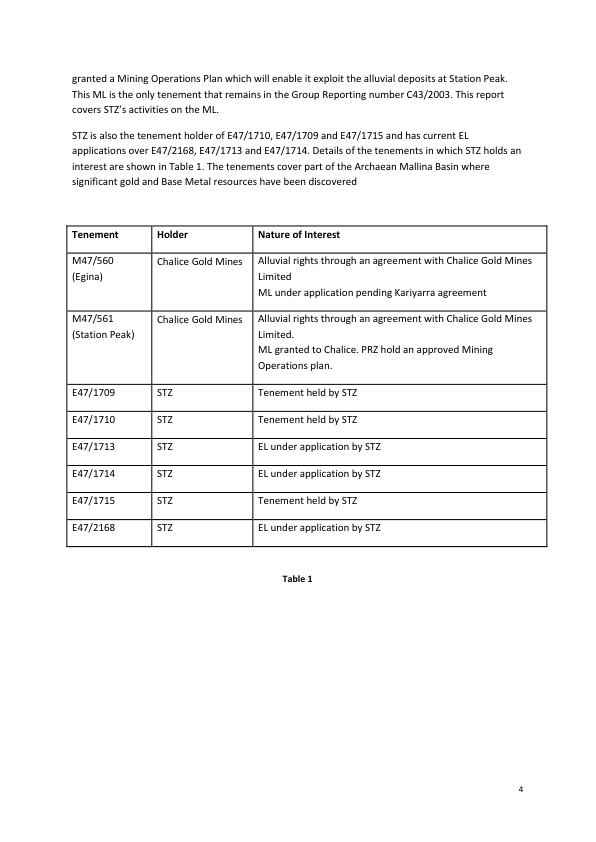 granted a Mining Operations Plan which will enable it exploit the alluvial deposits at Station Peak.
This ML is the only tenement that remains in the Group Reporting number C43/2003. This report
covers STZ's activities on the ML.
STZ is also the tenement holder of E47/1710, E47/1709 and E47/1715 and has current EL
applications over E47/2168, E47/1713 and E47/1714. Details of the tenements in which STZ holds an
interest are shown in Table 1. The tenements cover part of the Archaean Mallina Basin where
significant gold and Base Metal resources have been discovered
Tenement Holder Nature of Interest
M47/560 Chalice Gold Mines Alluvial rights through an agreement with Chalice Gold Mines
(Egina) Limited
ML under application pending Kariyarra agreement
M47/561 Chalice Gold Mines Alluvial rights through an agreement with Chalice Gold Mines
(Station Peak) Limited.
ML granted to Chalice. PRZ hold an approved Mining
Operations plan.
E47/1709 STZ Tenement held by STZ
E47/1710 STZ Tenement held by STZ
E47/1713 STZ EL under application by STZ
E47/1714 STZ EL under application by STZ
E47/1715 STZ Tenement held by STZ
E47/2168 STZ EL under application by STZ
Table 1
4